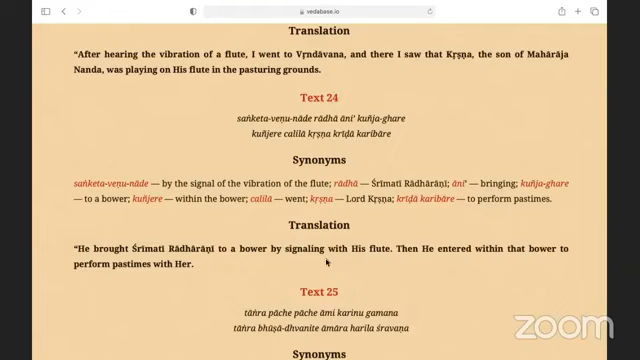 vedabase.io
Translation
“After hearing the vibration of a flute, I went to Vṛndāvana, and there I saw that Kṛṣṇa, the son of Mahārāja
Nanda, was playing on His flute in the pasturing grounds.
Text 24
saṅketa-veṇu-nāde rādhā āni’ kuñja-ghare
kuñjere calilā kṛṣṇa krīḍā karibāre
Synonyms
saṅketa-veṇu-nāde — by the signal of the vibration of the flute; rādhā — Śrīmatī Rādhārāṇī; āni’ — bringing; kuñja-ghare
— to a bower; kuñjere — within the bower; calilā — went; kṛṣṇa — Lord Kṛṣṇa; krīḍā karibāre — to perform pastimes.
Translation
“He brought Śrīmatī Rādhārāṇī to a bower by signaling with His flute. Then He entered within that bower to
perform pastimes with Her.
Text 25
tāṅra pāche pāche āmi karinu gamana
tāṅra bhūṣā-dhvanite āmāra harila śravaṇa
Synonyms
zoom